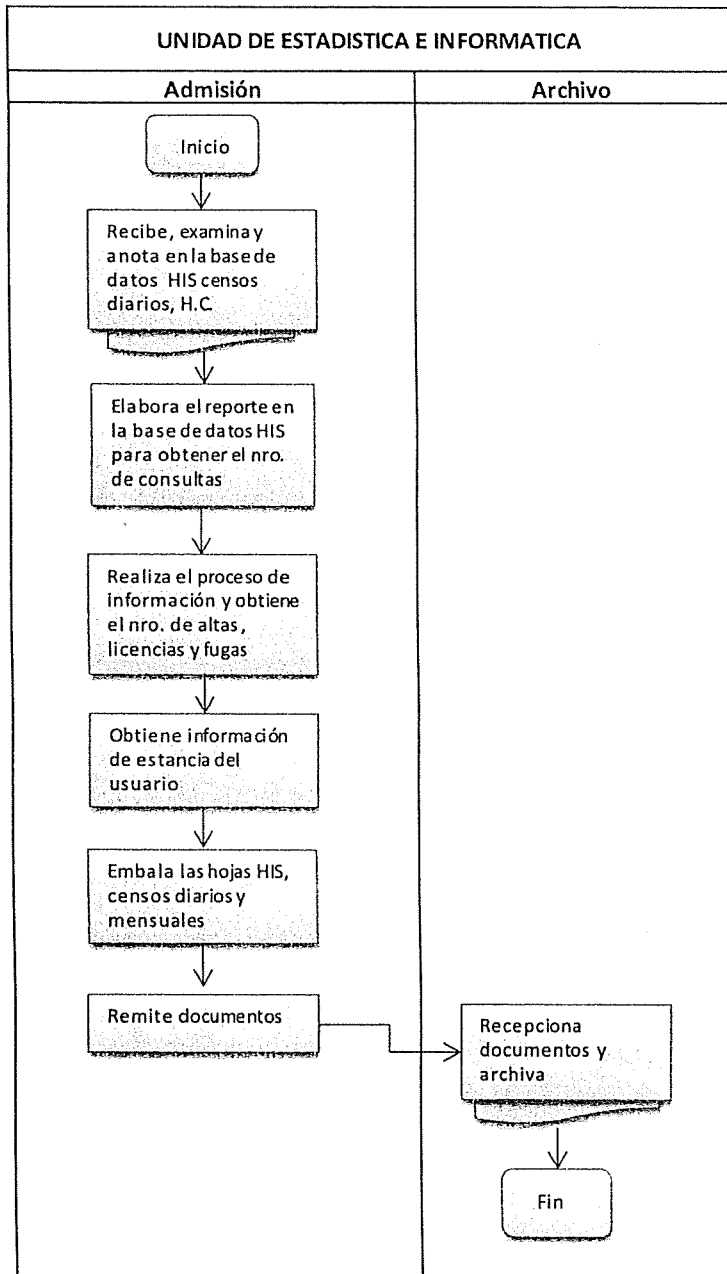 UNIDAD DE ESTADISTICA E INFORMATICA
Admisión
Archivo
Inicio
Recibe, examina y
anota en la base de
datos HIS censos
diarios, H.C.
Elabora el reporte en
la base de datos HIS
para obtener el nro.
de consultas
Realiza el proceso de
información y obtiene
el nro. de altas,
licencias y fugas
Obtiene información
de estancia del
usuario
Embala las hojas HIS,
censos diarios y
mensuales
Remite documentos
Recepciona
documentos y
archiva
Fin